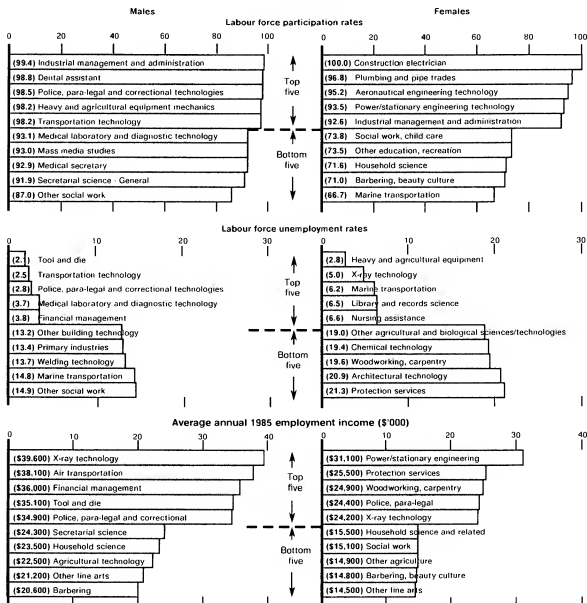 Males Females
Labour force participation rates
0 20 40 60 80 100 0 20 40 60 80 100
(99.4) Industrial management and administration
(98.8) Dental assistant
(98.5) Police, para-legal and correctional technologies
(98.2) Heavy and agricultural equipment mechanics
(98.2) Transportation technology
(93.1) Medical laboratory and diagnostic technology
(93.0) Mass media studies
(92.9) Medical secretary
(91.9) Secretarial science - General
(87.0) Other social work
Top
five
Bottom
five
(100.0) Construction electrician
(96.8) Plumbing and pipe trades
(95.2) Aeronautical engineering technology
(93.5) Power/stationary engineering technology
(92.6) Industrial management and administration
(73.8) Social work, child care
(73.5) Other education, recreation
(71.6) Household science
(71.0) Barbering, beauty culture
(66.7) Marine transportation
Labour force unemployment rates
0 10 20 30 0 10 20 30
(2.1) Tool and die
(2.5) Transportation technology
(2.8) Police, para-legal and correctional technologies
(3.7) Medical laboratory and diagnostic technology
(3.8) Financial management
(13.2) Other building technology
(13.4) Primary industries
(13.7) Welding technology
(14.8) Marine transportation
(14.9) Other social work
Top
five
Bottom
five
(2.8) Heavy and agricultural equipment
(5.0) X-ray technology
(6.2) Marine transportation
(6.5) Library and records science
(6.6) Nursing assistance
(19.0) Other agricultural and biological sciences/technologies
(19.4) Chemical technology
(19.6) Woodworking, carpentry
(20.9) Architectural technology
(21.3) Protection services
Average annual 1985 employment income ($'000)
0 10 20 30 40 0 10 20 30 40
($39.600) X-ray technology
($38.100) Air transportation
($36.000) Financial management
($35.100) Tool and die
($34.900) Police, para-legal and correctional
($24.300) Secretarial science
($23.500) Household science
($22.500) Agricultural technology
($21.200) Other line arts
($20.600) Barbering
Top
five
Bottom
five
($31,100) Power/stationary engineering
($25,500) Protection services
($24,900) Woodworking, carpentry
($24,400) Police, para-legal
($24,200) X-ray technology
($15,500) Household science and related
($15,100) Social work
($14,900) Other agriculture
($14.800) Barbering, beauty culture
($14,500) Other line arts